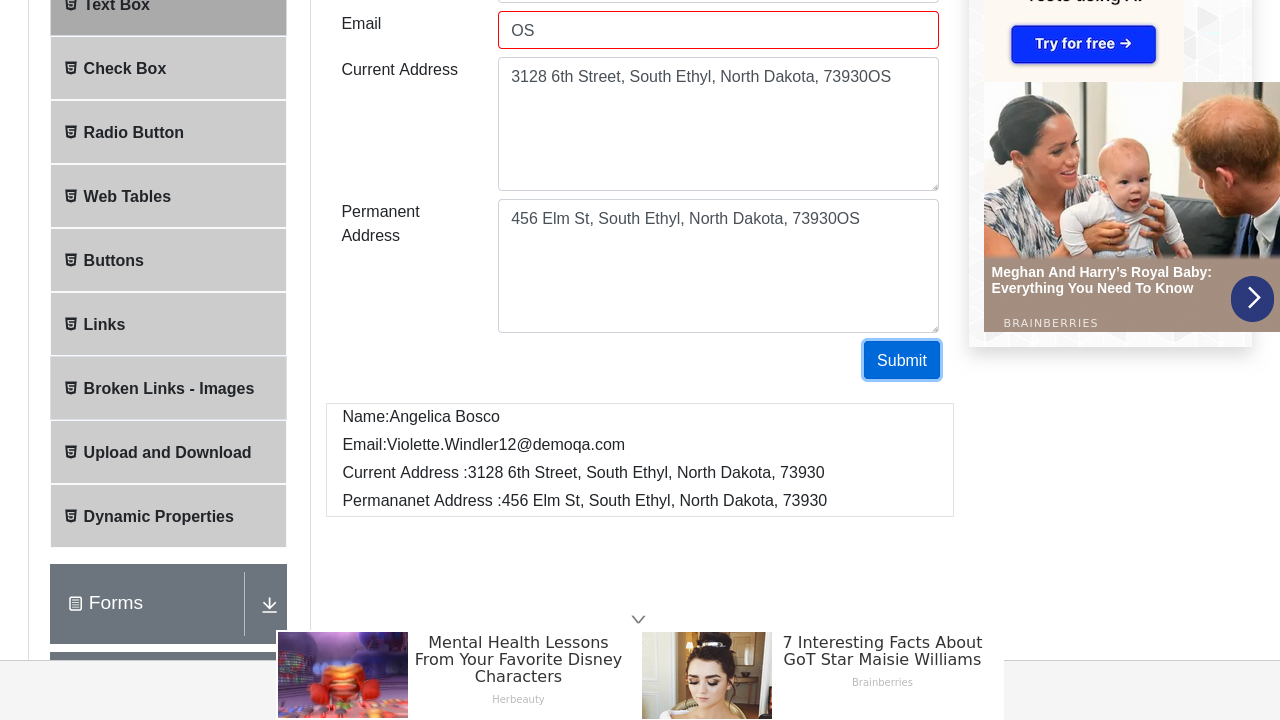 Text Box
Check Box
Radio Button
Web Tables
Buttons
Links
Broken Links - Images
Upload and Download
Dynamic Properties
Forms
Email
OS
Current Address
3128 6th Street, South Ethyl, North Dakota, 73930OS
Permanent
Address
456 Elm St, South Ethyl, North Dakota, 73930OS
Submit
Name:Angelica Bosco
Email:Violette.Windler12@demoqa.com
Current Address :3128 6th Street, South Ethyl, North Dakota, 73930
Permananet Address :456 Elm St, South Ethyl, North Dakota, 73930
Try for free →
Meghan And Harry's Royal Baby:
Everything You Need To Know
BRAINBERRIES
Mental Health Lessons
From Your Favorite Disney
Characters
Herbeauty
7 Interesting Facts About
GoT Star Maisie Williams
Brainberries